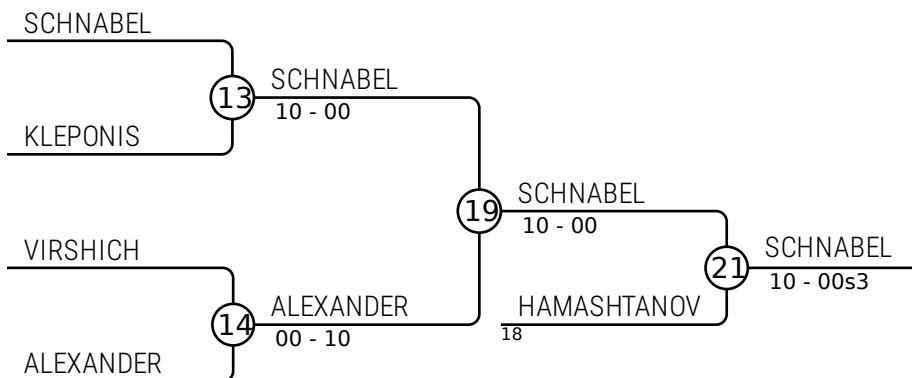 SCHNABEL
13
SCHNABEL
10 - 00
KLEPONIS
19
SCHNABEL
10 - 00
VIRSHICH
14
ALEXANDER
00 - 10
ALEXANDER
21
SCHNABEL
10 - 00s3
HAMASHTANOV
18